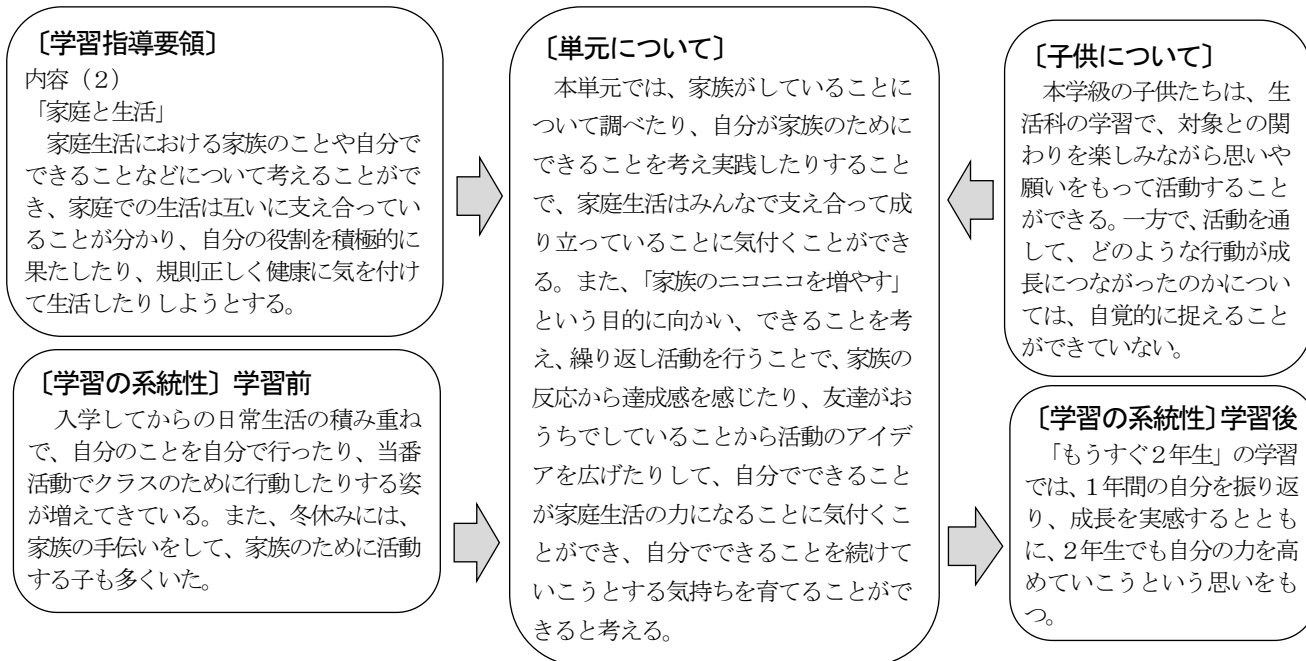 〔学習指導要領〕
内容（２）
「家庭と生活」
　家庭生活における家族のことや自分で
できることなどについて考えることがで
き、家庭での生活は互いに支え合ってい
ることが分かり、自分の役割を積極的に
果たしたり、規則正しく健康に気を付け
て生活したりしようとする。
〔学習の系統性〕学習前
　入学してからの日常生活の積み重ね
で、自分のことを自分で行ったり、当番
活動でクラスのために行動したりする姿
が増えてきている。また、冬休みには、
家族の手伝いをして、家族のために活動
する子も多くいた。
〔単元について〕
　本単元では、家族がしていることに
ついて調べたり、自分が家族のために
できることを考え実践したりすること
で、家庭生活はみんなで支え合って成
り立っていることに気付くことができ
る。また、「家族のニコニコを増やす」
という目的に向かい、できることを考
え、繰り返し活動を行うことで、家族の
反応から達成感を感じたり、友達がお
うちでしていることから活動のアイデ
アを広げたりして、自分でできること
が家庭生活の力になることに気付くこ
とができ、自分でできることを続けて
いこうとする気持ちを育てることがで
きると考える。
〔子供について〕
　本学級の子供たちは、生
活科の学習で、対象との関
わりを楽しみながら思いや
願いをもって活動すること
ができる。一方で、活動を通
して、どのような行動が成
長につながったのかについ
ては、自覚的に捉えること
ができていない。
〔学習の系統性〕学習後
　「もうすぐ２年生」の学習
では、１年間の自分を振り返
り、成長を実感するととも
に、２年生でも自分の力を高
めていこうという思いをも
つ。